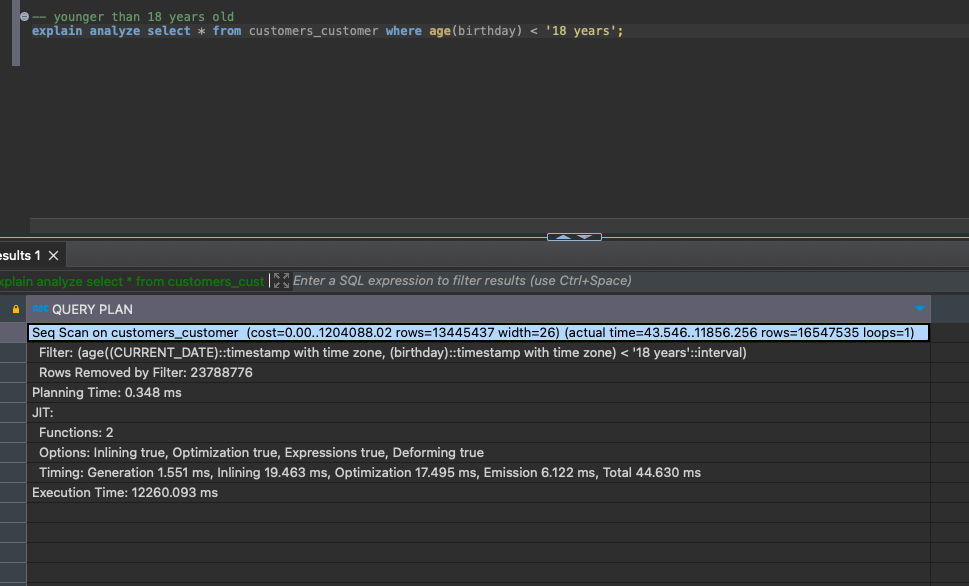 -- younger than 18 years old
explain analyze select * from customers_customer where age(birthday) < '18 years';
esults 1
xplain analyze select * from customers_cust
Enter a SQL expression to filter results (use Ctrl+Space)
QUERY PLAN
Seq Scan on customers_customer (cost=0.00..1204088.02 rows=13445437 width=26) (actual time=43.546..11856.256 rows=16547535 loops=1)
Filter: (age((CURRENT_DATE)::timestamp with time zone, (birthday)::timestamp with time zone) < '18 years'::interval)
Rows Removed by Filter: 23788776
Planning Time: 0.348 ms
JIT:
Functions: 2
Options: Inlining true, Optimization true, Expressions true, Deforming true
Timing: Generation 1.551 ms, Inlining 19.463 ms, Optimization 17.495 ms, Emission 6.122 ms, Total 44.630 ms
Execution Time: 12260.093 ms